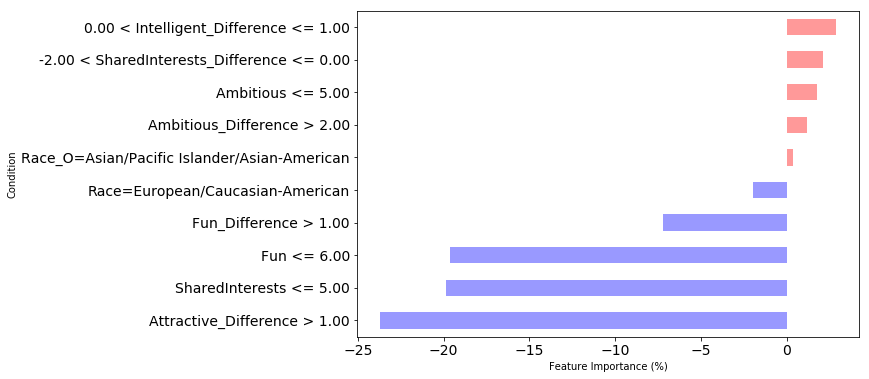 0.00 < Intelligent_Difference <= 1.00
-2.00 < SharedInterests_Difference <= 0.00
Ambitious <= 5.00
Ambitious_Difference > 2.00
Race_O=Asian/Pacific Islander/Asian-American
Race=European/Caucasian-American
Fun_Difference > 1.00
Fun <= 6.00
SharedInterests <= 5.00
Attractive_Difference > 1.00
Condition
−25 −20 −15 −10 −5 0
Feature Importance (%)